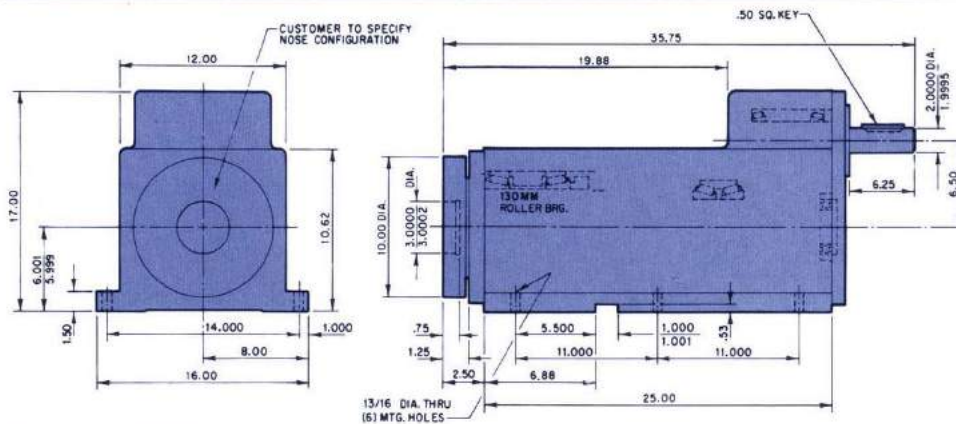 CUSTOMER TO SPECIFY
NOSE CONFIGURATION
12.00
17.00
10.62
6.001
5.999
1.50
14.000
1.000
8.00
16.00
.50 SQ. KEY
35.75
19.88
2.0000 DIA.
1.9995
6.25
6.50
10.00 DIA.
3.0000 DIA.
3.0002
130MM
ROLLER BRG.
.75
5.500
1.000
1.001
.53
1.25
11.000
11.000
2.50
6.88
25.00
13/16 DIA. THRU
(6) MTG. HOLES